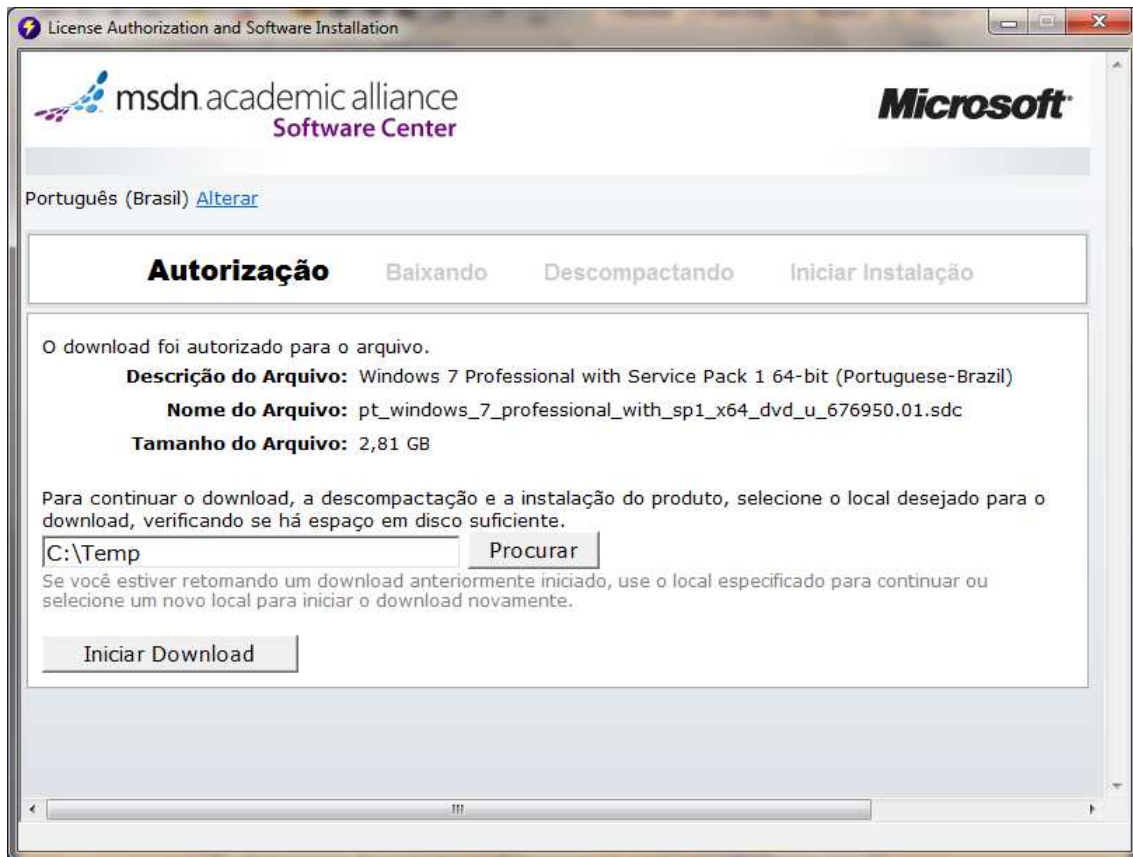 License Authorization and Software Installation
msdn academic alliance
Software Center
Microsoft
Português (Brasil) Alterar
Autorização Baixando Descompactando Iniciar Instalação
O download foi autorizado para o arquivo.
Descrição do Arquivo: Windows 7 Professional with Service Pack 1 64-bit (Portuguese-Brazil)
Nome do Arquivo: pt_windows_7_professional_with_sp1_x64_dvd_u_676950.01.sdc
Tamanho do Arquivo: 2,81 GB
Para continuar o download, a descompactação e a instalação do produto, selecione o local desejado para o
download, verificando se há espaço em disco suficiente.
C:\Temp Procurar
Se você estiver retomando um download anteriormente iniciado, use o local especificado para continuar ou
selecione um novo local para iniciar o download novamente.
Iniciar Download